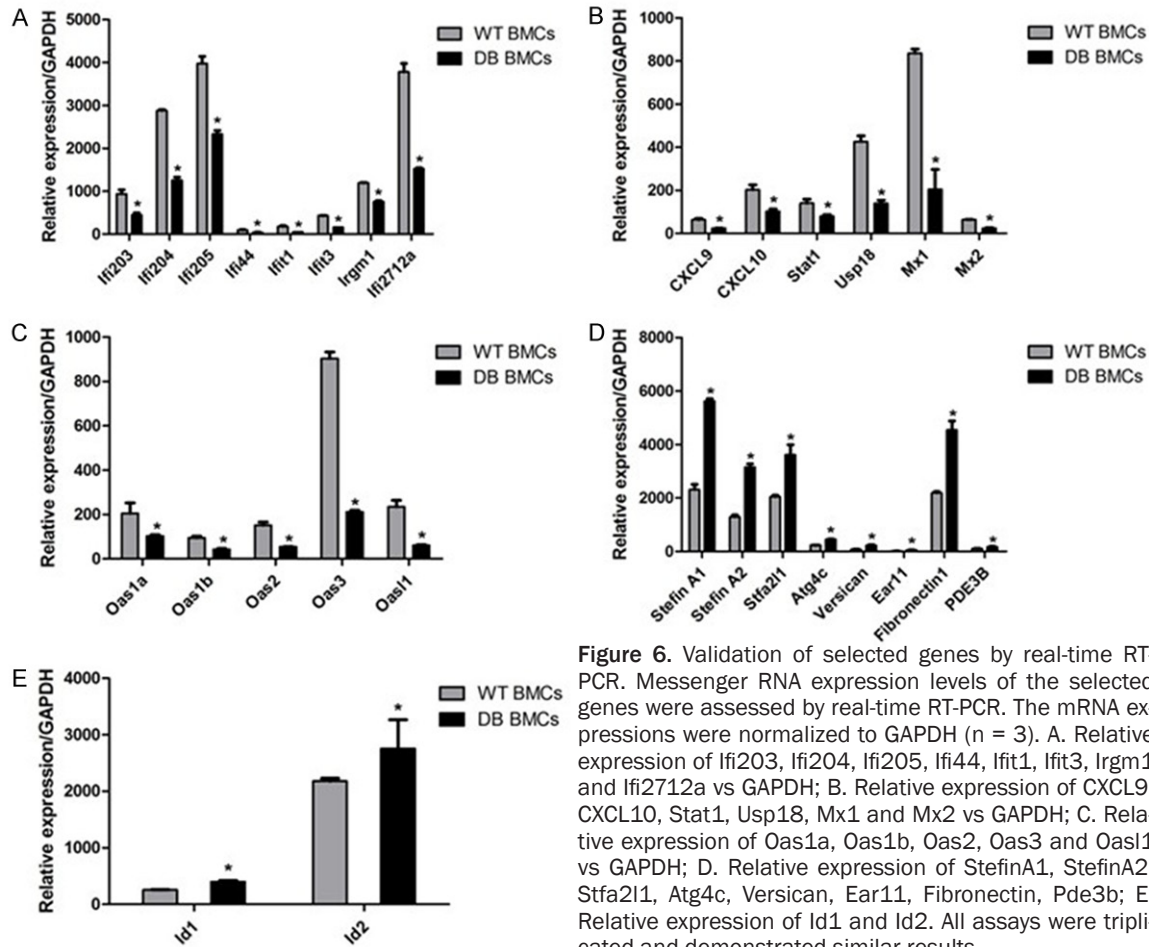 A
Relative expression/GAPDH
5000
4000
3000
2000
1000
0
WT BMCs
DB BMCs
* * * * * * * *
Ifi203
Ifi204
Ifi205
Ifi44
Ifit1
Ifit3
Irgm1
Ifi2712a
B
Relative expression/GAPDH
1000
800
600
400
200
0
WT BMCs
DB BMCs
* * * * * *
CXCL9
CXCL10
Stat1
Usp18
Mx1
Mx2
C
Relative expression/GAPDH
1000
800
600
400
200
0
WT BMCs
DB BMCs
* * * * *
Oas1a
Oas1b
Oas2
Oas3
Oasl1
D
Relative expression/GAPDH
8000
6000
4000
2000
0
WT BMCs
DB BMCs
* * * * * * * *
Stefin A1
Stefin A2
Stfa2l1
Atg4c
Versican
Ear11
Fibronectin1
PDE3B
E
Relative expression/GAPDH
4000
3000
2000
1000
0
WT BMCs
DB BMCs
* *
Id1
Id2
Figure 6. Validation of selected genes by real-time RT-
PCR. Messenger RNA expression levels of the selected
genes were assessed by real-time RT-PCR. The mRNA ex-
pressions were normalized to GAPDH (n = 3). A. Relative
expression of Ifi203, Ifi204, Ifi205, Ifi44, Ifit1, Ifit3, Irgm1
and Ifi2712a vs GAPDH; B. Relative expression of CXCL9
CXCL10, Stat1, Usp18, Mx1 and Mx2 vs GAPDH; C. Rela-
tive expression of Oas1a, Oas1b, Oas2, Oas3 and Oasl1
vs GAPDH; D. Relative expression of StefinA1, StefinA2
Stfa2l1, Atg4c, Versican, Ear11, Fibronectin, Pde3b; E.
Relative expression of Id1 and Id2. All assays were tripli-
cated and demonstrated similar results